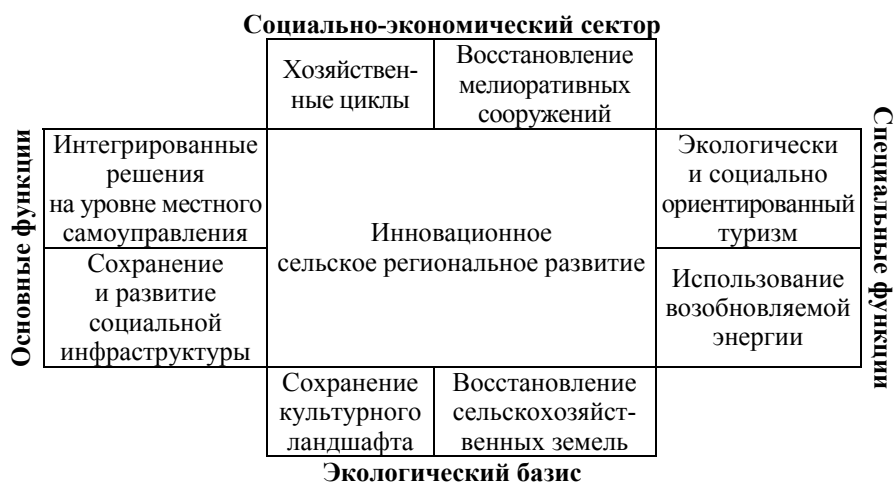 Социально-экономический сектор
Хозяйствен-
ные циклы
Восстановление
мелиоративных
сооружений
Основные функции
Интегрированные
решения
на уровне местного
самоуправления
Сохранение
и развитие
социальной
инфраструктуры
Инновационное
сельское региональное развитие
Экологически
и социально
ориентированный
туризм
Использование
возобновляемой
энергии
Специальные функции
Сохранение
культурного
ландшафта
Восстановление
сельскохозяйст-
венных земель
Экологический базис